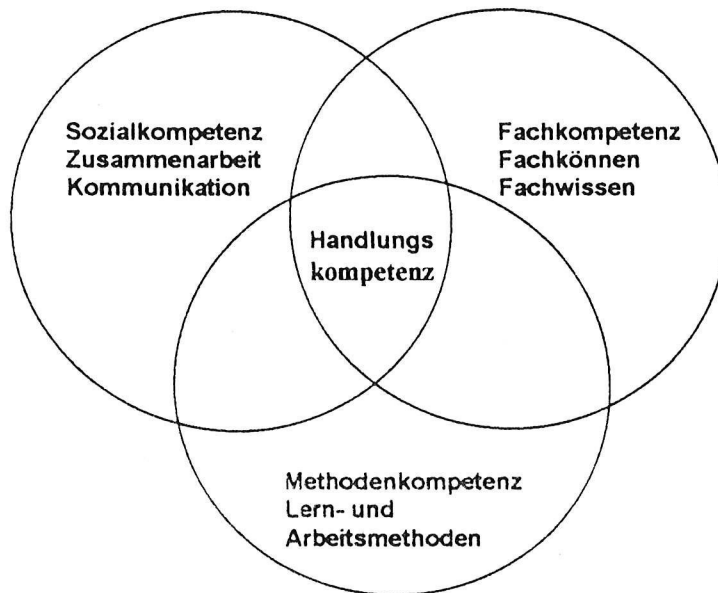 Sozialkompetenz
Zusammenarbeit
Kommunikation
Fachkompetenz
Fachkönnen
Fachwissen
Handlungs
kompetenz
Methodenkompetenz
Lern- und
Arbeitsmethoden